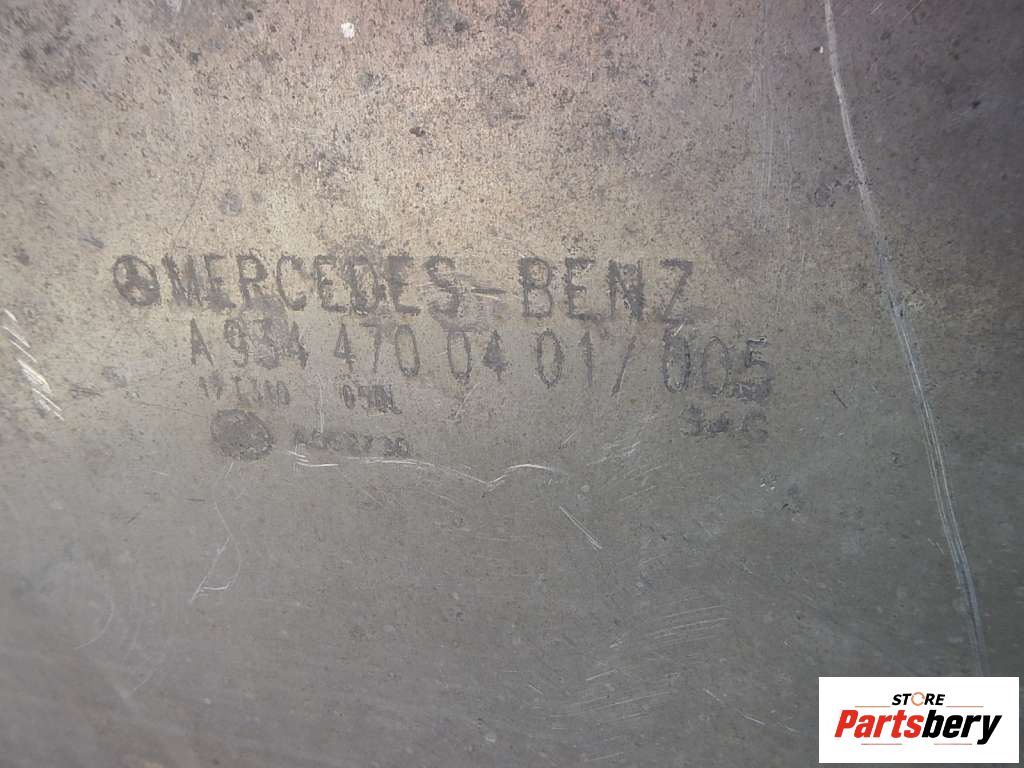 MERCEDES-BENZ
A 934 470 04 01/ 005
STORE
Partsbery